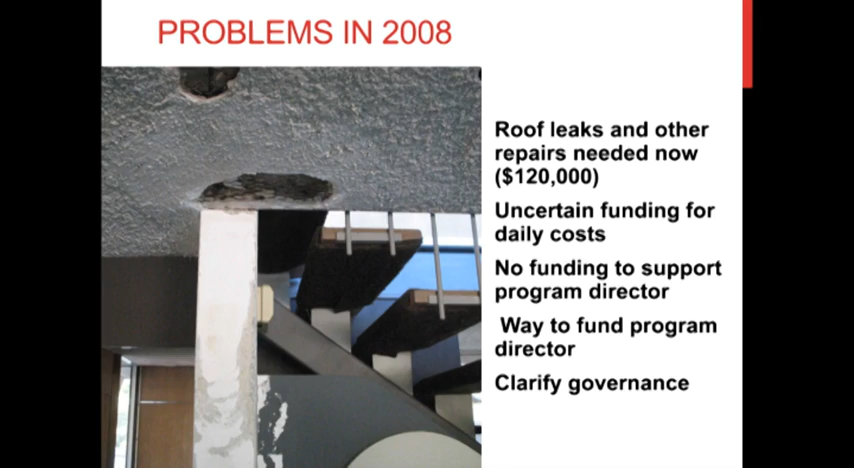 PROBLEMS IN 2008
Roof leaks and other
repairs needed now
($120,000)
Uncertain funding for
daily costs
No funding to support
program director
Way to fund program
director
Clarify governance